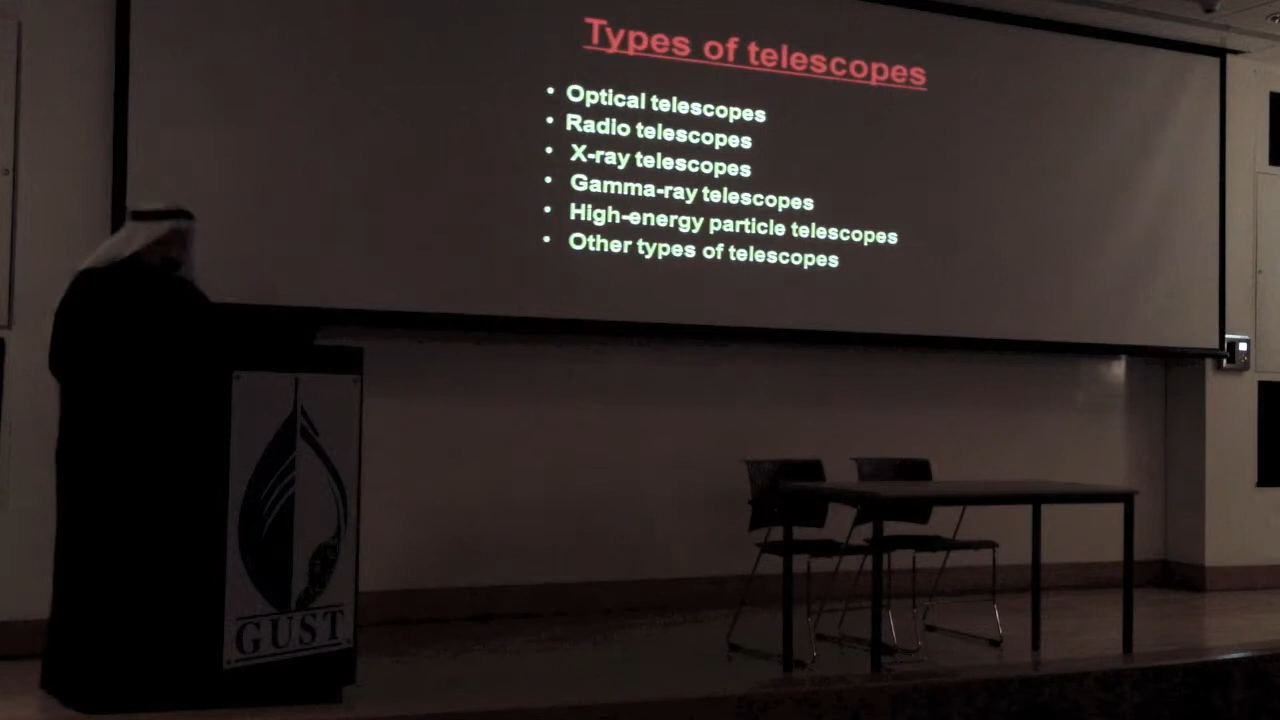 Types of telescopes
• Optical telescopes
• Radio telescopes
• X-ray telescopes
• Gamma-ray telescopes
• High-energy particle telescopes
• Other types of telescopes
GUST